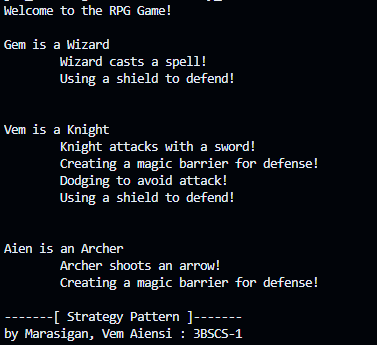 Welcome to the RPG Game!
Gem is a Wizard
Wizard casts a spell!
Using a shield to defend!
Vem is a Knight
Knight attacks with a sword!
Creating a magic barrier for defense!
Dodging to avoid attack!
Using a shield to defend!
Aien is an Archer
Archer shoots an arrow!
Creating a magic barrier for defense!
-------[ Strategy Pattern ]-------
by Marasigan, Vem Aiensi : 3BSCS-1